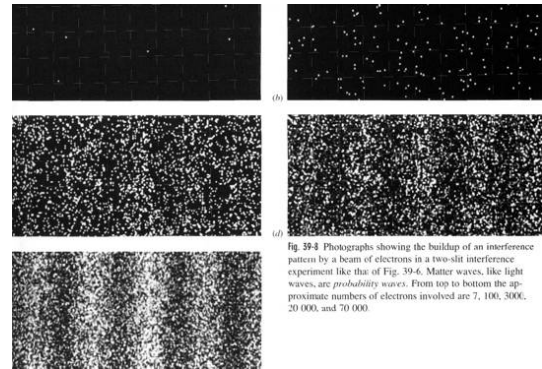 (b)
(d)
Fig. 39-8 Photographs showing the buildup of an interference
pattern by a beam of electrons in a two-slit interference
experiment like that of Fig. 39-6. Matter waves, like light
waves, are probability waves. From top to bottom the ap-
proximate numbers of electrons involved are 7, 100, 3000,
20 000, and 70 000.